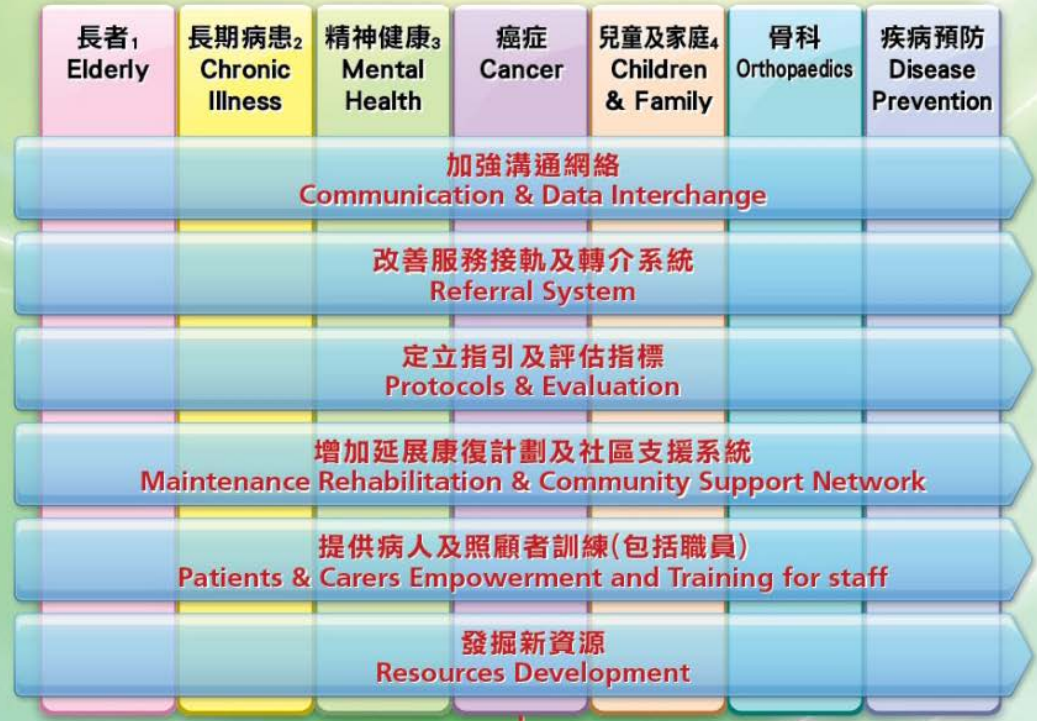 長者1
Elderly
長期病患2
Chronic
Illness
精神健康3
Mental
Health
癌症
Cancer
兒童及家庭4
Children
& Family
骨科
Orthopaedics
疾病預防
Disease
Prevention
加強溝通網絡
Communication & Data Interchange
改善服務接軌及轉介系統
Referral System
定立指引及評估指標
Protocols & Evaluation
增加延展康復計劃及社區支援系統
Maintenance Rehabilitation & Community Support Network
提供病人及照顧者訓練(包括職員)
Patients & Carers Empowerment and Training for staff
發掘新資源
Resources Development